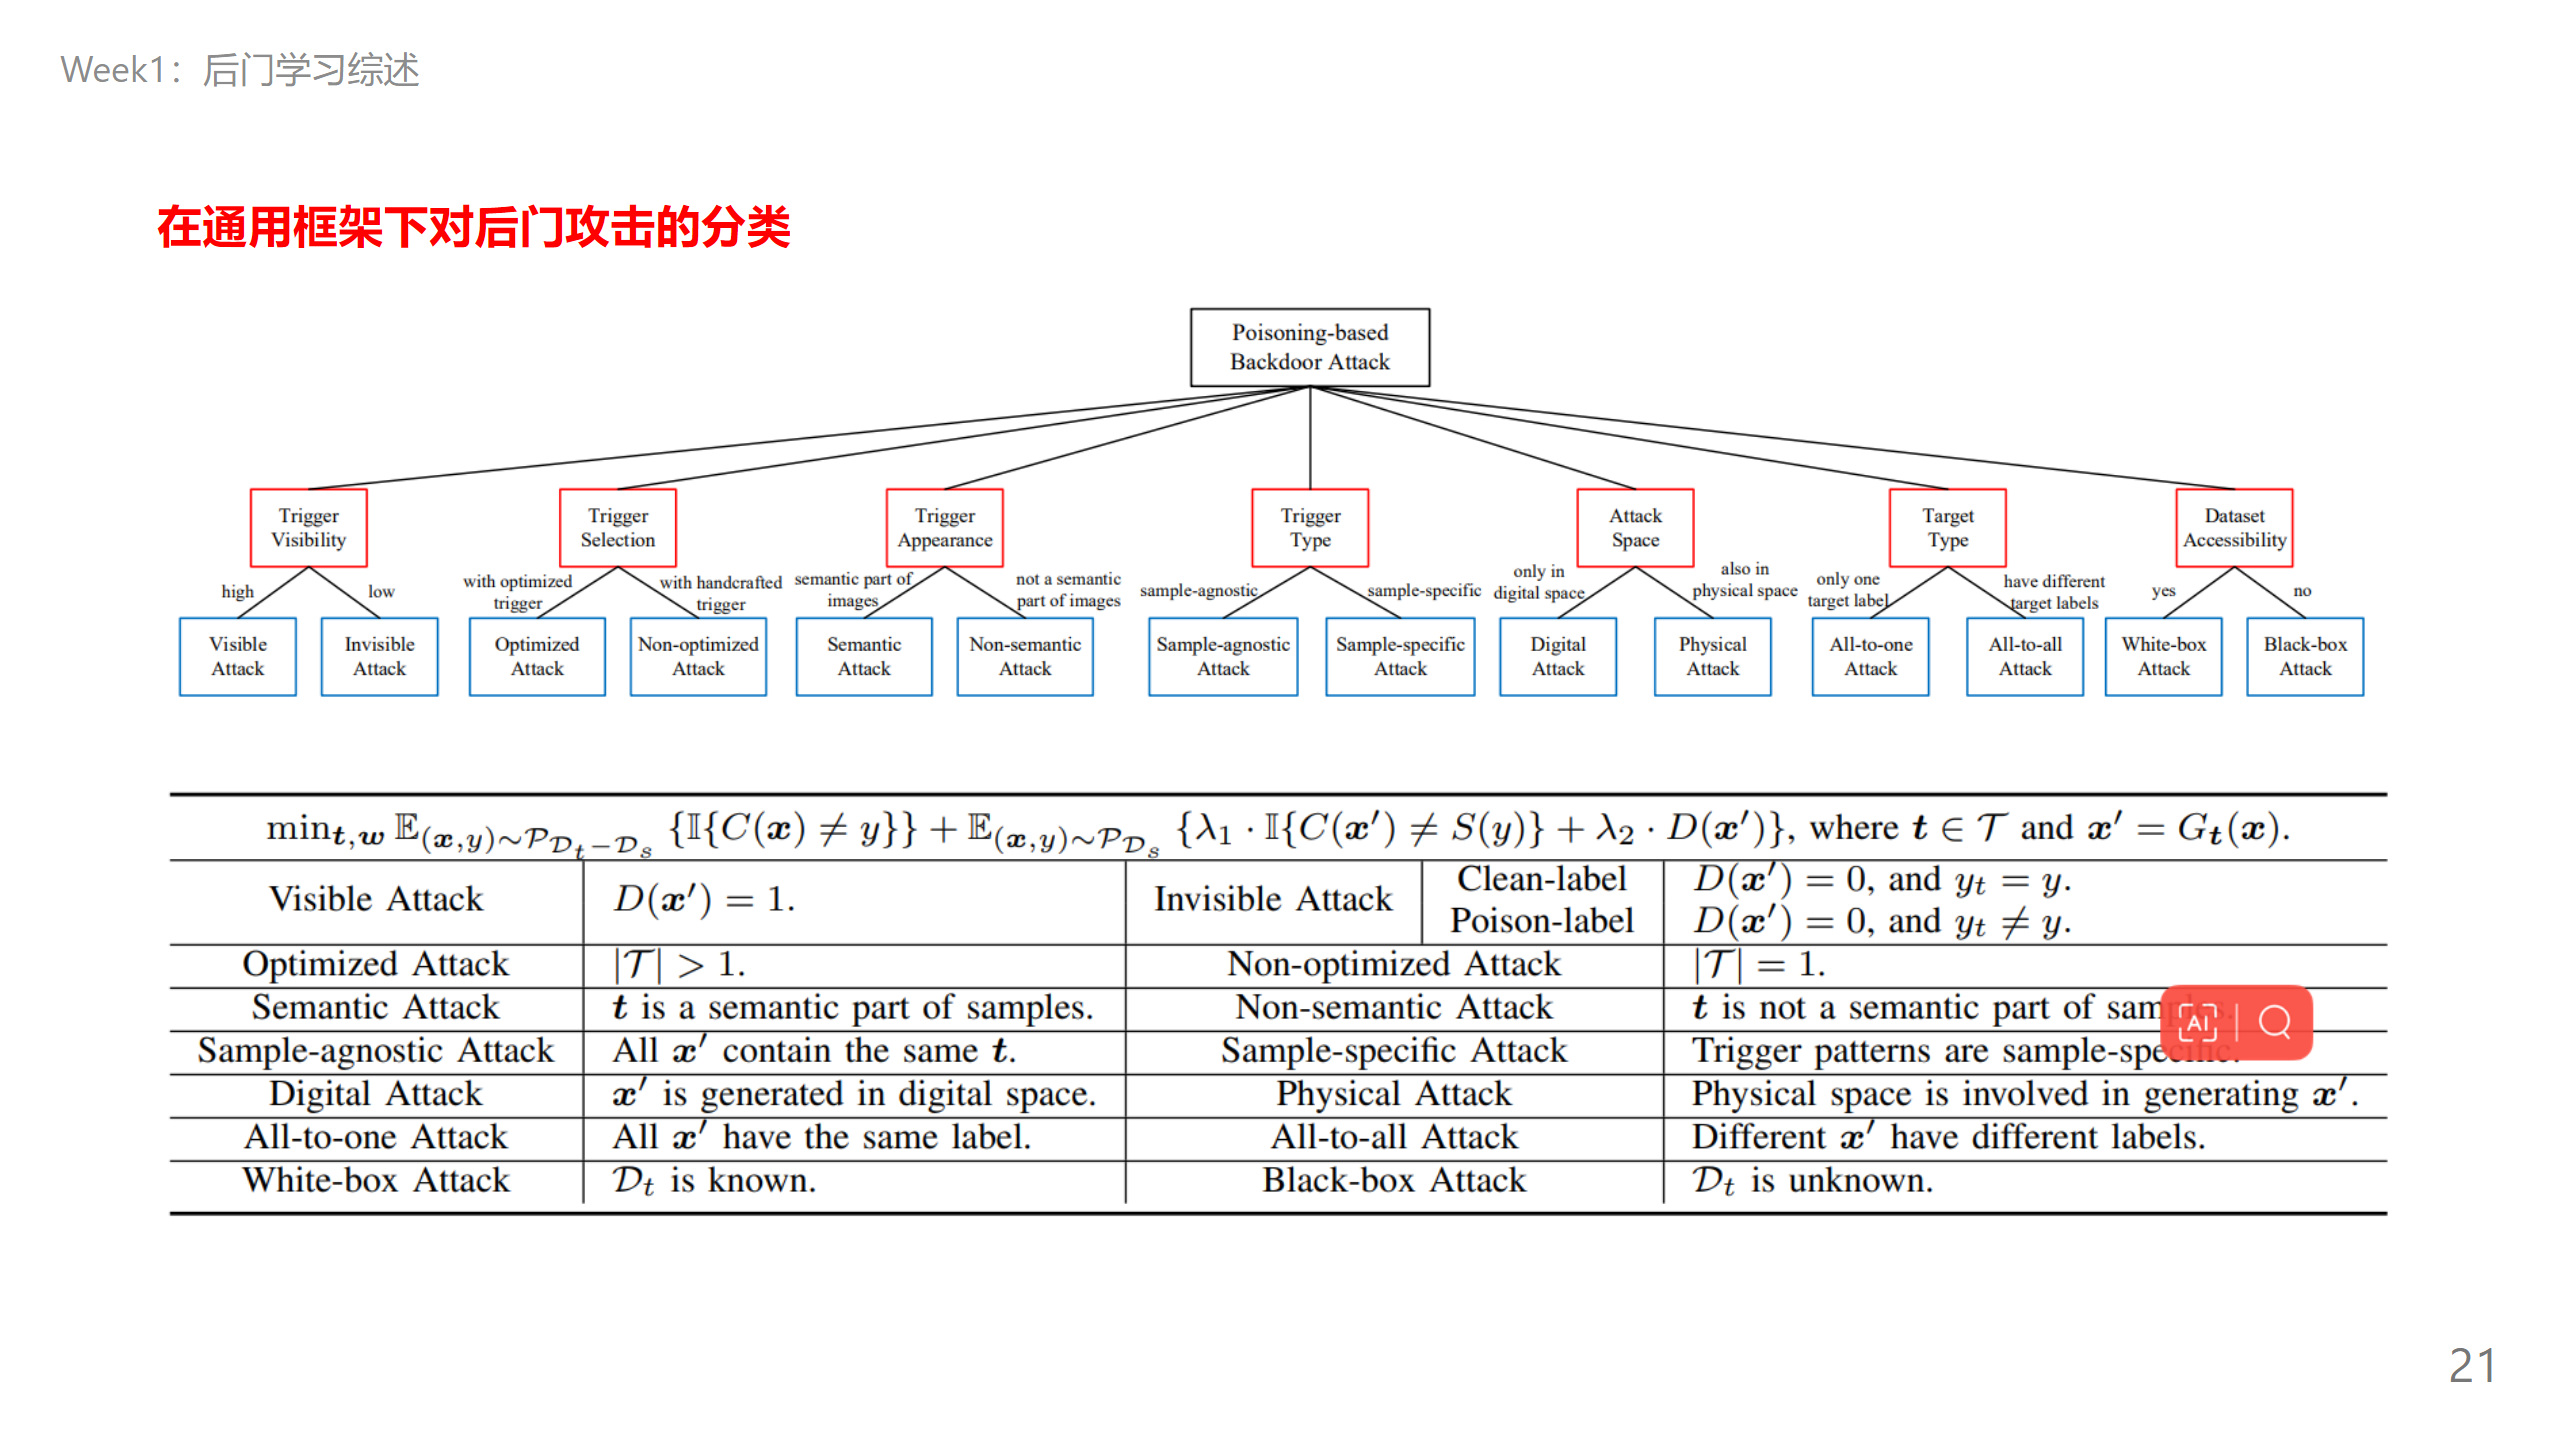 Week1：后门学习综述
在通用框架下对后门攻击的分类
Poisoning-based
Backdoor Attack
Trigger
Visibility
Trigger
Selection
Trigger
Appearance
Trigger
Type
Attack
Space
Target
Type
Dataset
Accessibility
high
low
with optimized
trigger
with handcrafted
trigger
semantic part of
images
not a semantic
part of images
sample-agnostic
sample-specific
only in
digital space
also in
physical space
only one
target label
have different
target labels
yes
no
Visible
Attack
Invisible
Attack
Optimized
Attack
Non-optimized
Attack
Semantic
Attack
Non-semantic
Attack
Sample-agnostic
Attack
Sample-specific
Attack
Digital
Attack
Physical
Attack
All-to-one
Attack
All-to-all
Attack
White-box
Attack
Black-box
Attack
min_{t,w} 𝔼_{(x,y)∼P_{D_t−D_s}} {𝕀{C(x) ≠ y}} + 𝔼_{(x,y)∼P_{D_s}} {λ₁ · 𝕀{C(x′) ≠ S(y)} + λ₂ · D(x′)}, where t ∈ T and x′ = G_t(x).
Visible Attack D(x′) = 1. Invisible Attack
Clean-label D(x′) = 0, and y_t = y.
Poison-label D(x′) = 0, and y_t ≠ y.
Optimized Attack |T| > 1. Non-optimized Attack |T| = 1.
Semantic Attack t is a semantic part of samples. Non-semantic Attack t is not a semantic part of samples.
Sample-agnostic Attack All x′ contain the same t. Sample-specific Attack Trigger patterns are sample-specific.
Digital Attack x′ is generated in digital space. Physical Attack Physical space is involved in generating x′.
All-to-one Attack All x′ have the same label. All-to-all Attack Different x′ have different labels.
White-box Attack D_t is known. Black-box Attack D_t is unknown.
AI
21